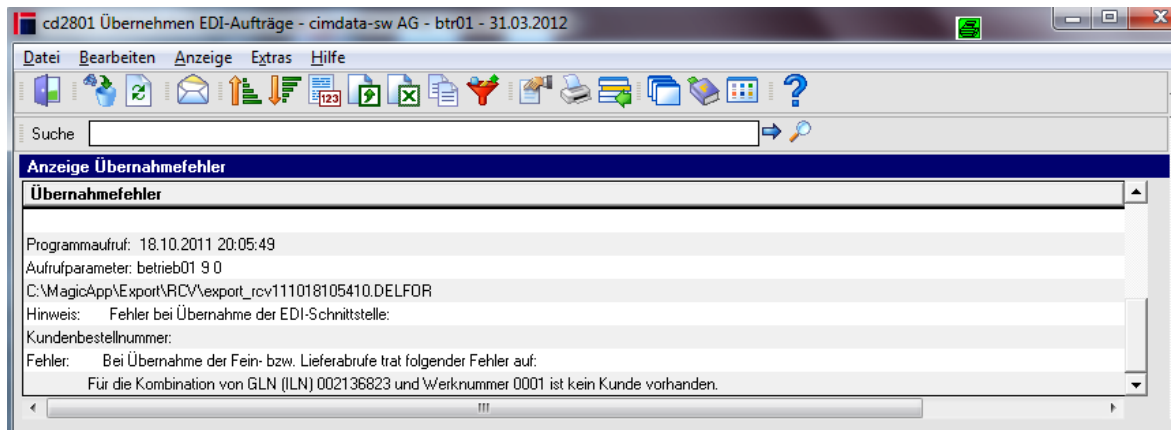 cd2801 Übernehmen EDI-Aufträge - cimdata-sw AG - btr01 - 31.03.2012
Datei Bearbeiten Anzeige Extras Hilfe
123
Suche
Anzeige Übernahmefehler
Übernahmefehler
Programmaufruf: 18.10.2011 20:05:49
Aufrufparameter: betrieb01 9 0
C:\MagicApp\Export\RCV\export_rcv111018105410.DELFOR
Hinweis: Fehler bei Übernahme der EDI-Schnittstelle:
Kundenbestellnummer:
Fehler: Bei Übernahme der Fein- bzw. Lieferabrufe trat folgender Fehler auf:
Für die Kombination von GLN (ILN) 002136823 und Werknummer 0001 ist kein Kunde vorhanden.